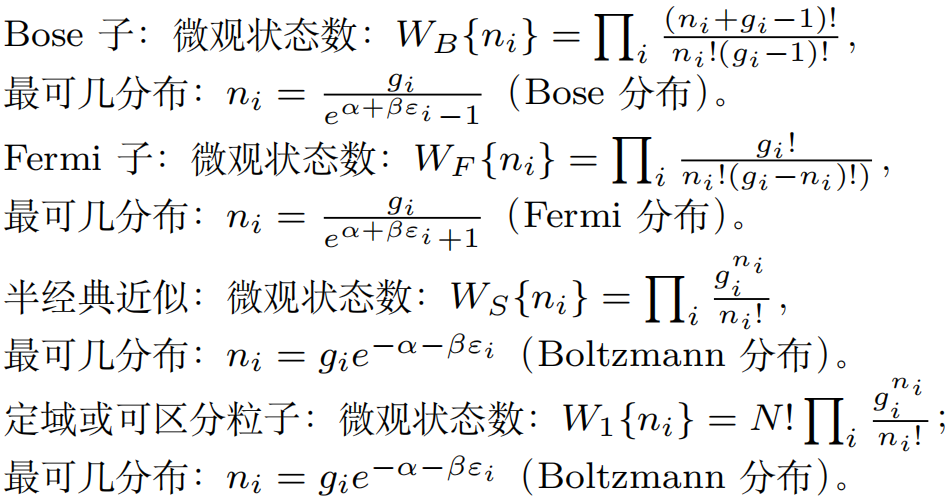 Bose 子：微观状态数：$W_B\{n_i\} = \prod_i \frac{(n_i+g_i-1)!}{n_i!(g_i-1)!}$，
最可几分布：$n_i = \frac{g_i}{e^{\alpha+\beta\varepsilon_i}-1}$（Bose 分布）。
Fermi 子：微观状态数：$W_F\{n_i\} = \prod_i \frac{g_i!}{n_i!(g_i-n_i)!)}$，
最可几分布：$n_i = \frac{g_i}{e^{\alpha+\beta\varepsilon_i}+1}$（Fermi 分布）。
半经典近似：微观状态数：$W_S\{n_i\} = \prod_i \frac{g_i^{n_i}}{n_i!}$，
最可几分布：$n_i = g_i e^{-\alpha-\beta\varepsilon_i}$（Boltzmann 分布）。
定域或可区分粒子：微观状态数：$W_1\{n_i\} = N! \prod_i \frac{g_i^{n_i}}{n_i!}$;
最可几分布：$n_i = g_i e^{-\alpha-\beta\varepsilon_i}$（Boltzmann 分布）。